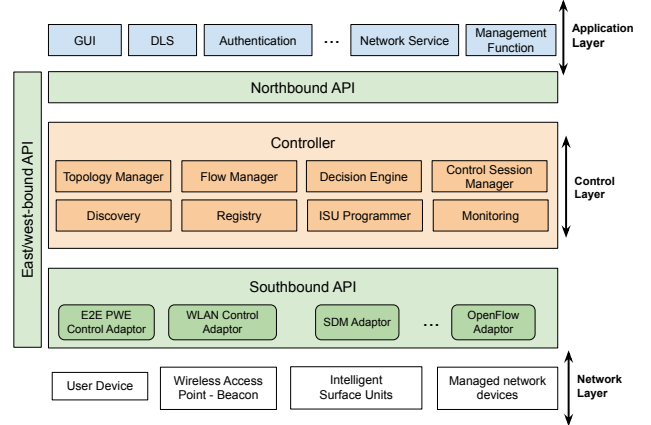 GUI
DLS
Authentication
...
Network Service
Management
Function
Application
Layer
Northbound API
East/west-bound API
Controller
Topology Manager
Flow Manager
Decision Engine
Control Session
Manager
Discovery
Registry
ISU Programmer
Monitoring
Control
Layer
Southbound API
E2E PWE
Control Adaptor
WLAN Control
Adaptor
SDM Adaptor
...
OpenFlow
Adaptor
User Device
Wireless Access
Point - Beacon
Intelligent
Surface Units
Managed network
devices
Network
Layer